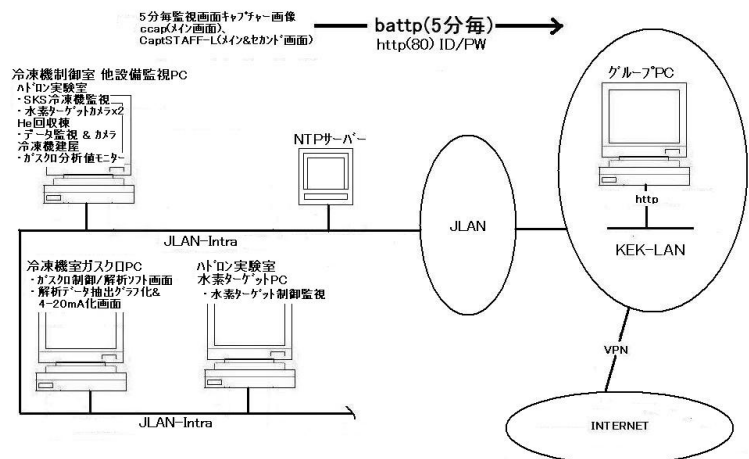 5分毎監視画面ｷｬﾌﾟﾁｬｰ画像
ccap(ﾒｲﾝ画面)、
CaptSTAFF-L(ﾒｲﾝ&ｾｶﾝﾄﾞ画面)
battp(5分毎)
http(80) ID/PW
冷凍機制御室 他設備監視PC
ﾊﾄﾞﾛﾝ実験室
・SKS冷凍機監視
・水素ﾀｰｹﾞｯﾄｶﾒﾗx2
He回収棟
・ﾃﾞｰﾀ監視 & ｶﾒﾗ
冷凍機建屋
・ｶﾞｽｸﾛ分析値ﾓﾆﾀｰ
NTPｻｰﾊﾞｰ
ｸﾞﾙｰﾌﾟPC
http
KEK-LAN
JLAN
JLAN-Intra
冷凍機室ｶﾞｽｸﾛPC
・ｶﾞｽｸﾛ制御/解析ｿﾌﾄ画面
・解析ﾃﾞｰﾀ抽出ｸﾞﾗﾌ化&
4-20mA化画面
ﾊﾄﾞﾛﾝ実験室
水素ﾀｰｹﾞｯﾄPC
・水素ﾀｰｹﾞｯﾄ制御監視
VPN
JLAN-Intra
INTERNET